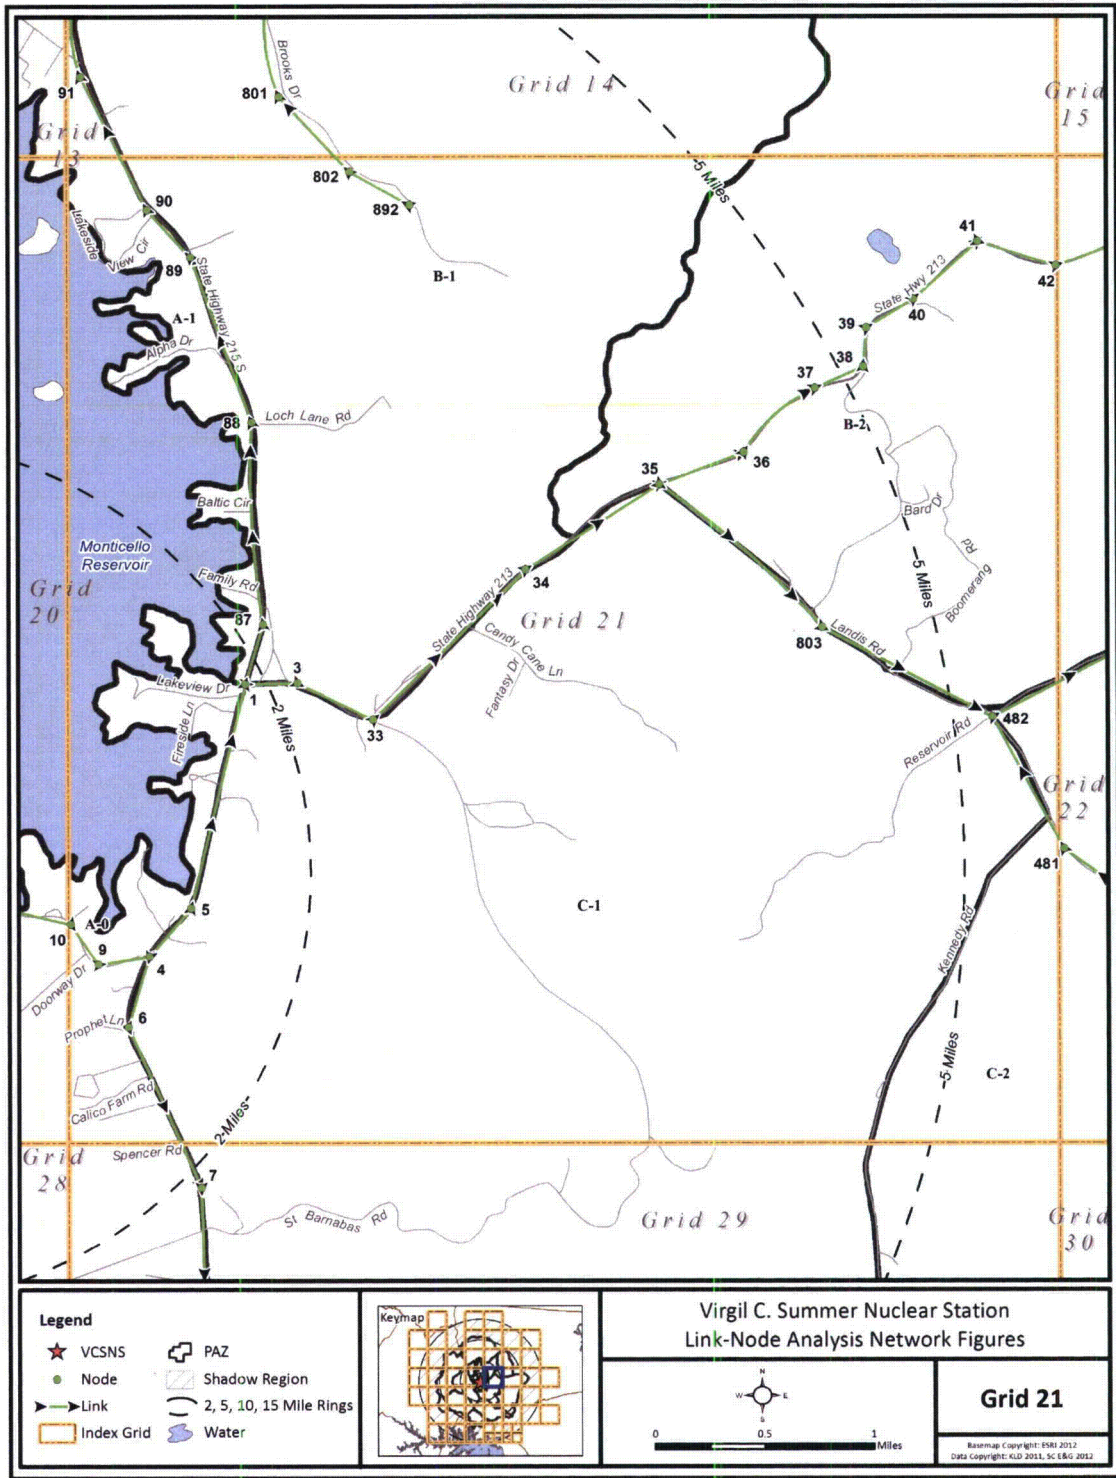 Grid 14
Grid
15
Brooks Dr
91
801
Grid
13
5 Miles
802
892
90
Lakeside
View Cir
89
41
42
B-1
State Hwy 213
40
State Highway 215 S
A-1
Alpha Dr
39
38
37
88
Loch Lane Rd
B-2
36
35
Baltic Cir
Bard Dr
Monticello
Reservoir
Rd
Boomerang
5 Miles
Family Rd
Grid
20
34
State Highway 213
Grid 21
87
Candy Cane Ln
Fantasy Dr
803
Landis Rd
Lakeview Dr
1
3
Fireside Ln
2 Miles
33
482
Reservoir Rd
Grid
22
481
5
C-1
A-0
10
9
4
Kennedy Rd
Doorway Dr
Prophet Ln
6
5 Miles
C-2
Calico Farm Rd
2 Miles
Spencer Rd
Grid
28
7
St Barnabas Rd
Grid 29
Grid
30
Legend
VCSNS
PAZ
Node
Shadow Region
Link
2, 5, 10, 15 Mile Rings
Index Grid
Water
Keymap
Virgil C. Summer Nuclear Station
Link-Node Analysis Network Figures
N
W
E
S
0
0.5
1
Miles
Grid 21
Basemap Copyright: ESRI 2012
Data Copyright: KLD 2011, SC E&G 2012